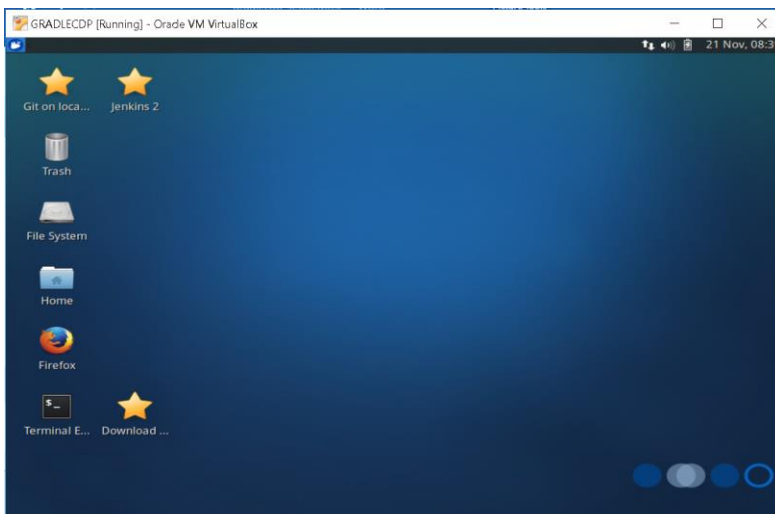 GRADLECDP [Running] - Oracle VM VirtualBox
21 Nov, 08:3
Git on loca... Jenkins 2
Trash
File System
Home
Firefox
$_
Terminal E... Download ...